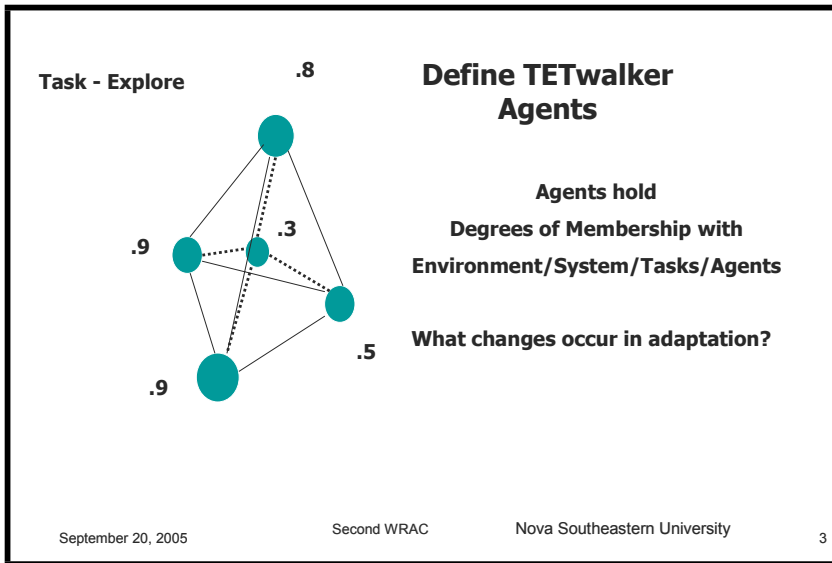 Task - Explore
.8
Define TETwalker
Agents
Agents hold
Degrees of Membership with
Environment/System/Tasks/Agents
.9
.3
What changes occur in adaptation?
.5
.9
September 20, 2005
Second WRAC
Nova Southeastern University
3